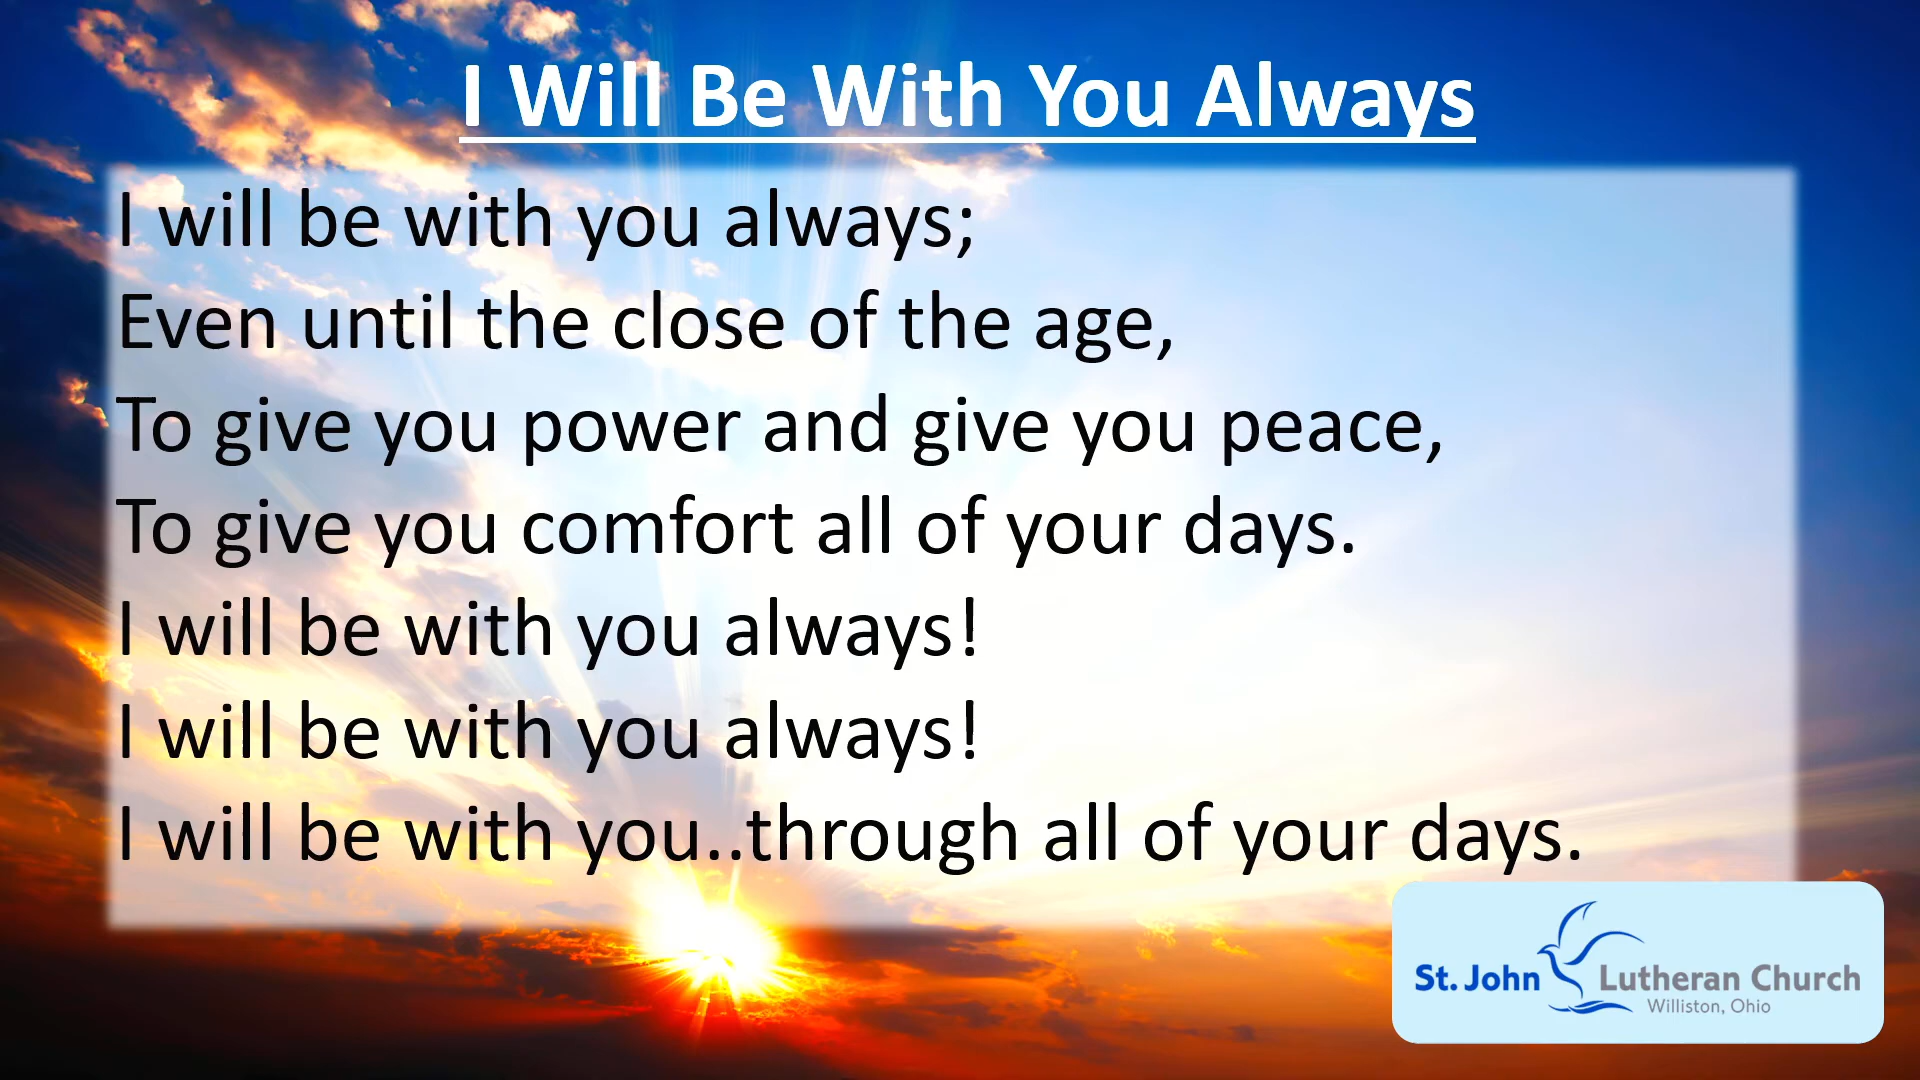 I Will Be With You Always
I will be with you always;
Even until the close of the age,
To give you power and give you peace,
To give you comfort all of your days.
I will be with you always!
I will be with you always!
I will be with you..through all of your days.
St. John Lutheran Church
Williston, Ohio